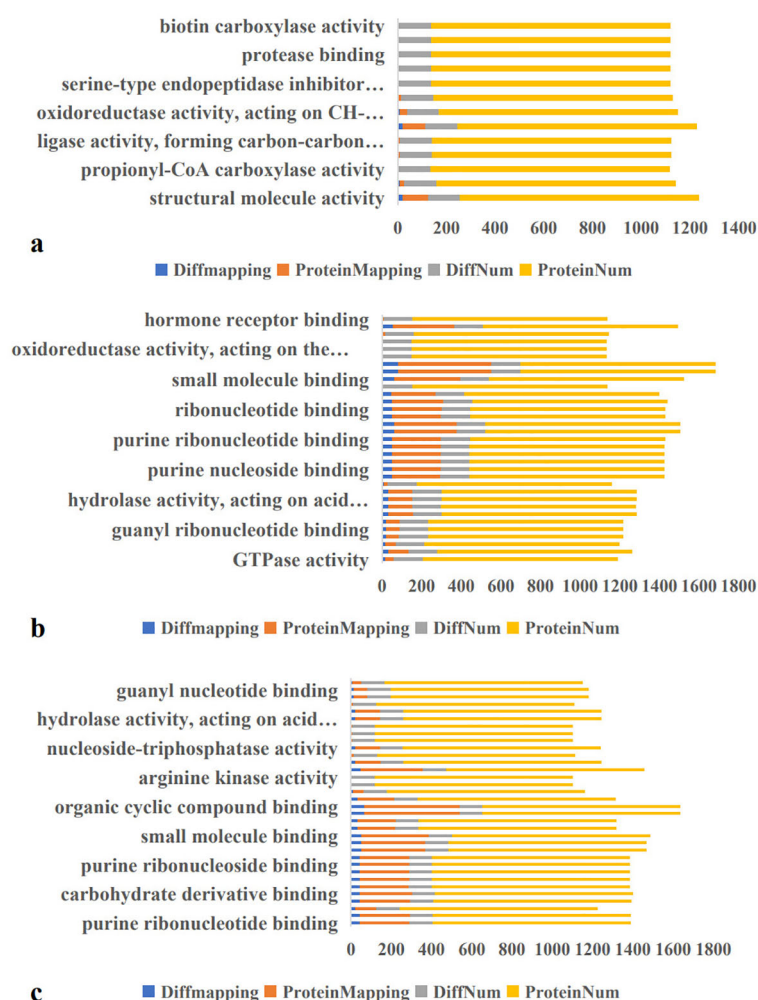 biotin carboxylase activity
protease binding
serine-type endopeptidase inhibitor…
oxidoreductase activity, acting on CH-…
ligase activity, forming carbon-carbon…
propionyl-CoA carboxylase activity
structural molecule activity
0 200 400 600 800 1000 1200 1400
a
Diffmapping ProteinMapping DiffNum ProteinNum
hormone receptor binding
oxidoreductase activity, acting on the…
small molecule binding
ribonucleotide binding
purine ribonucleotide binding
purine nucleoside binding
hydrolase activity, acting on acid…
guanyl ribonucleotide binding
GTPase activity
0 200 400 600 800 1000 1200 1400 1600 1800
b
Diffmapping ProteinMapping DiffNum ProteinNum
guanyl nucleotide binding
hydrolase activity, acting on acid…
nucleoside-triphosphatase activity
arginine kinase activity
organic cyclic compound binding
small molecule binding
purine ribonucleoside binding
carbohydrate derivative binding
purine ribonucleotide binding
0 200 400 600 800 1000 1200 1400 1600 1800
c
Diffmapping ProteinMapping DiffNum ProteinNum